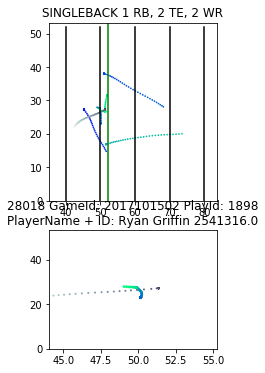 SINGLEBACK 1 RB, 2 TE, 2 WR
50
40
30
20
10
0
40 50 60 70 80
28018 GameId: 2017101502 PlayId: 1898
PlayerName + ID: Ryan Griffin 2541316.0
40
20
0
45.0 47.5 50.0 52.5 55.0